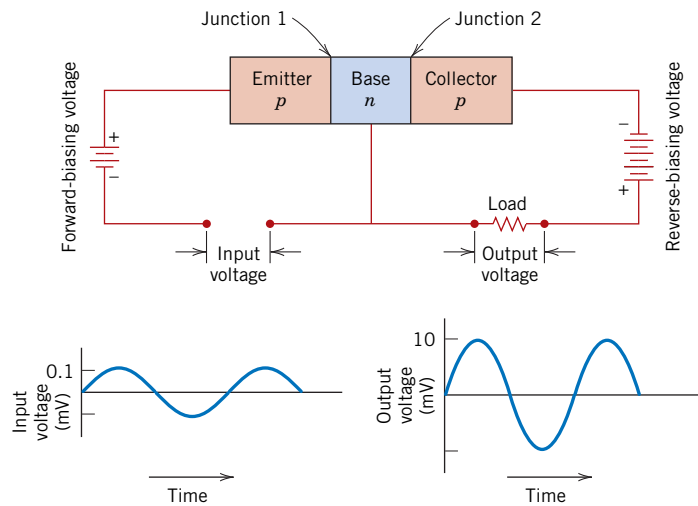 Junction 1
Junction 2
Emitter
p
Base
n
Collector
p
Forward-biasing voltage
+
–
Input
voltage
Load
Output
voltage
–
+
Reverse-biasing voltage
0.1
Input
voltage
(mV)
Time
10
Output
voltage
(mV)
Time